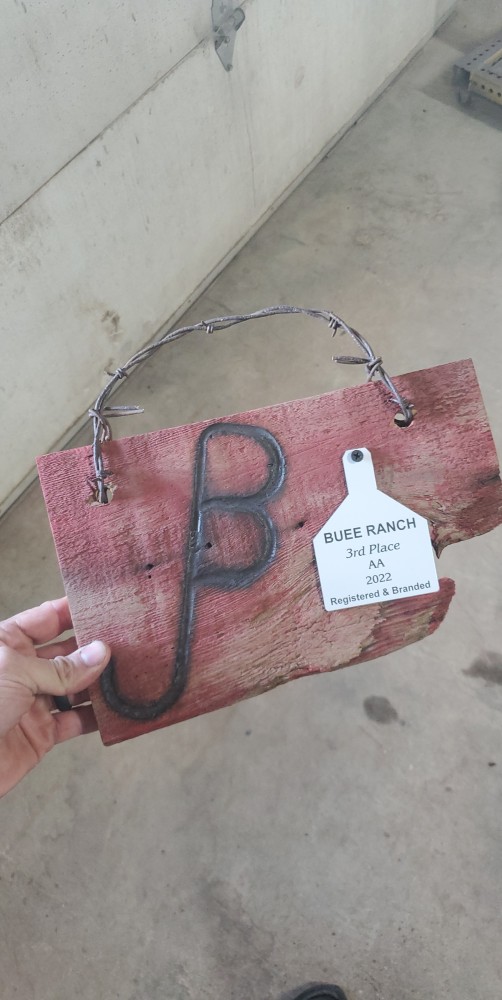 BUEE RANCH
3rd Place
AA
2022
Registered & Branded